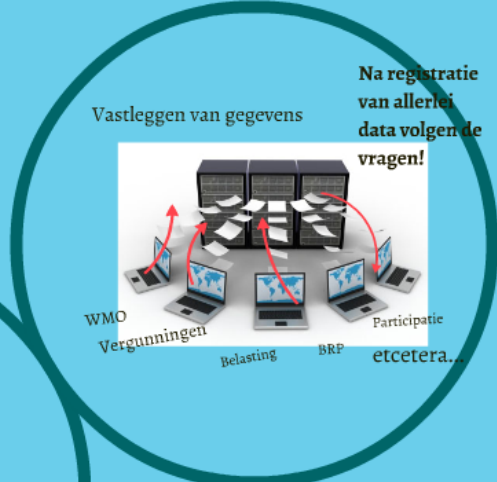 Na registratie
van allerlei
data volgen de
vragen!
Vastleggen van gegevens
WMO
Vergunningen
Belasting
BRP
Participatie
etcetera...